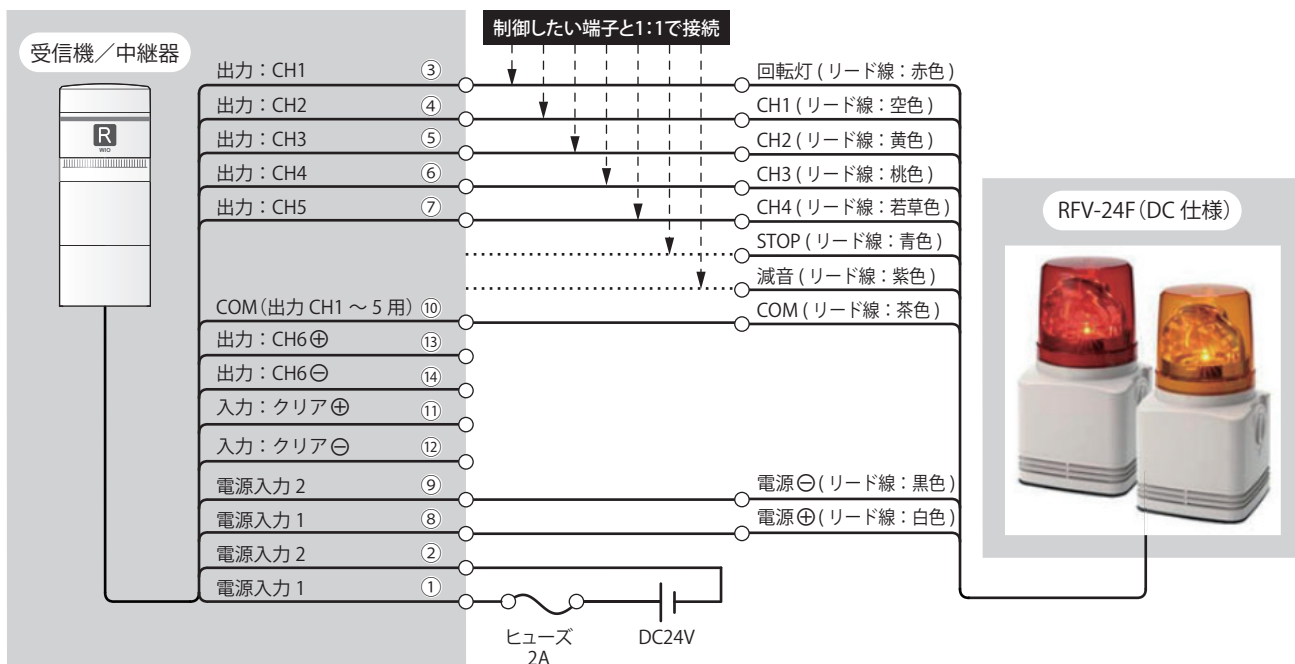 制御したい端子と1:1で接続
受信機／中継器
R
WIO
出力：CH1 ③ 回転灯 ( リード線：赤色 )
出力：CH2 ④ CH1 ( リード線：空色 )
出力：CH3 ⑤ CH2 ( リード線：黄色 )
出力：CH4 ⑥ CH3 ( リード線：桃色 )
出力：CH5 ⑦ CH4 ( リード線：若草色 )
STOP ( リード線：青色 )
減音 ( リード線：紫色 )
COM（出力 CH1 ～ 5 用）⑩ COM ( リード線：茶色 )
出力：CH6⊕ ⑬
出力：CH6⊖ ⑭
入力：クリア⊕ ⑪
入力：クリア⊖ ⑫
電源入力 2 ⑨ 電源⊖( リード線：黒色 )
電源入力 1 ⑧ 電源⊕( リード線：白色 )
電源入力 2 ②
電源入力 1 ①
ヒューズ
2A
DC24V
RFV-24F（DC 仕様）